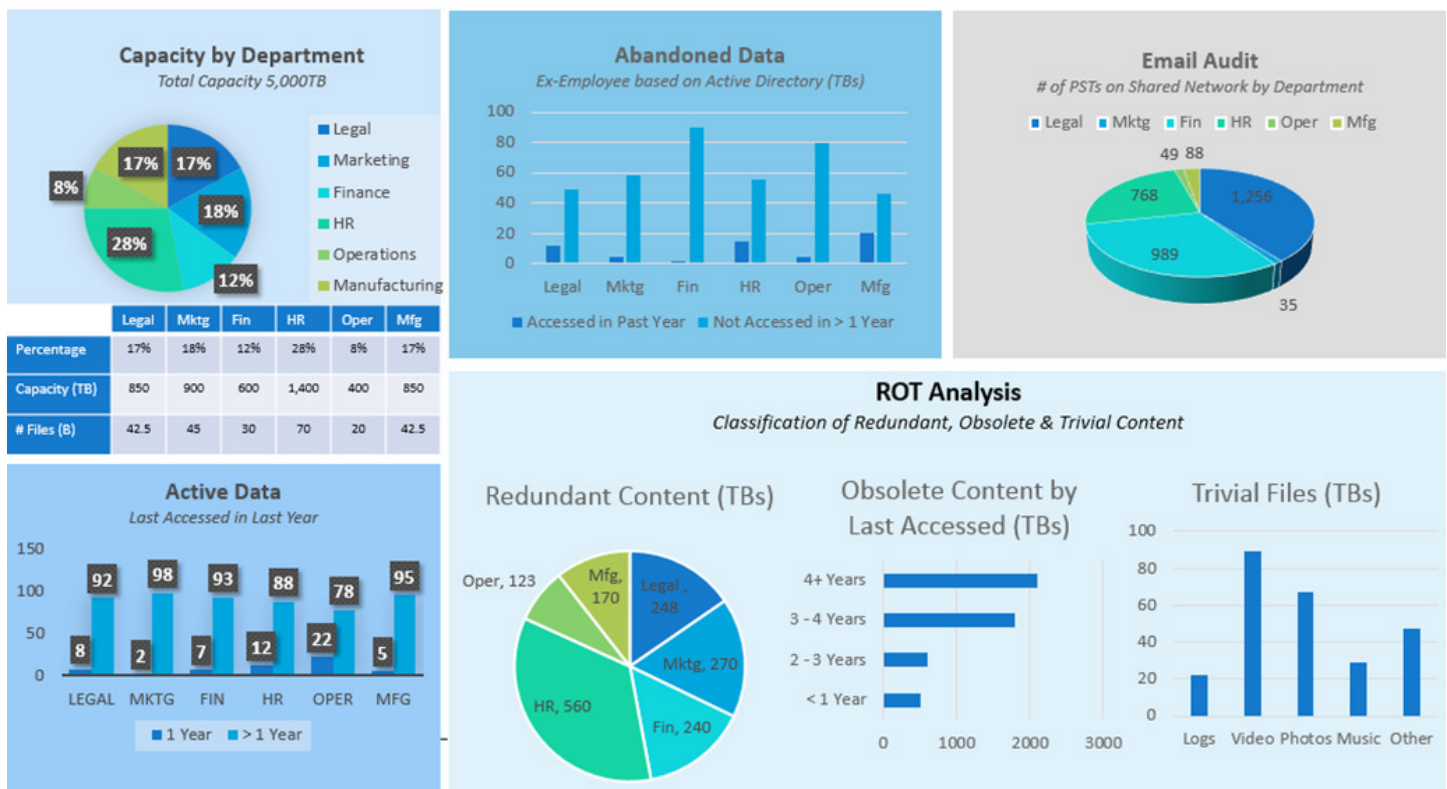 Capacity by Department
Total Capacity 5,000TB
17%
17%
8%
18%
28%
12%
Legal
Marketing
Finance
HR
Operations
Manufacturing
Legal Mktg Fin HR Oper Mfg
Percentage 17% 18% 12% 28% 8% 17%
Capacity (TB) 850 900 600 1,400 400 850
# Files (B) 42.5 45 30 70 20 42.5
Active Data
Last Accessed in Last Year
150
100
50
0
92 98 93 88 78 95
8 2 7 12 22 5
LEGAL MKTG FIN HR OPER MFG
1 Year > 1 Year
Abandoned Data
Ex-Employee based on Active Directory (TBs)
100
80
60
40
20
0
Legal Mktg Fin HR Oper Mfg
Accessed in Past Year Not Accessed in > 1 Year
Email Audit
# of PSTs on Shared Network by Department
Legal Mktg Fin HR Oper Mfg
49 88
768 1,256
989
35
ROT Analysis
Classification of Redundant, Obsolete & Trivial Content
Redundant Content (TBs)
Oper, 123
Mfg, 170
Legal , 248
Mktg, 270
HR, 560
Fin, 240
Obsolete Content by
Last Accessed (TBs)
4+ Years
3 - 4 Years
2 - 3 Years
< 1 Year
0 1000 2000 3000
Trivial Files (TBs)
100
80
60
40
20
0
Logs Video Photos Music Other